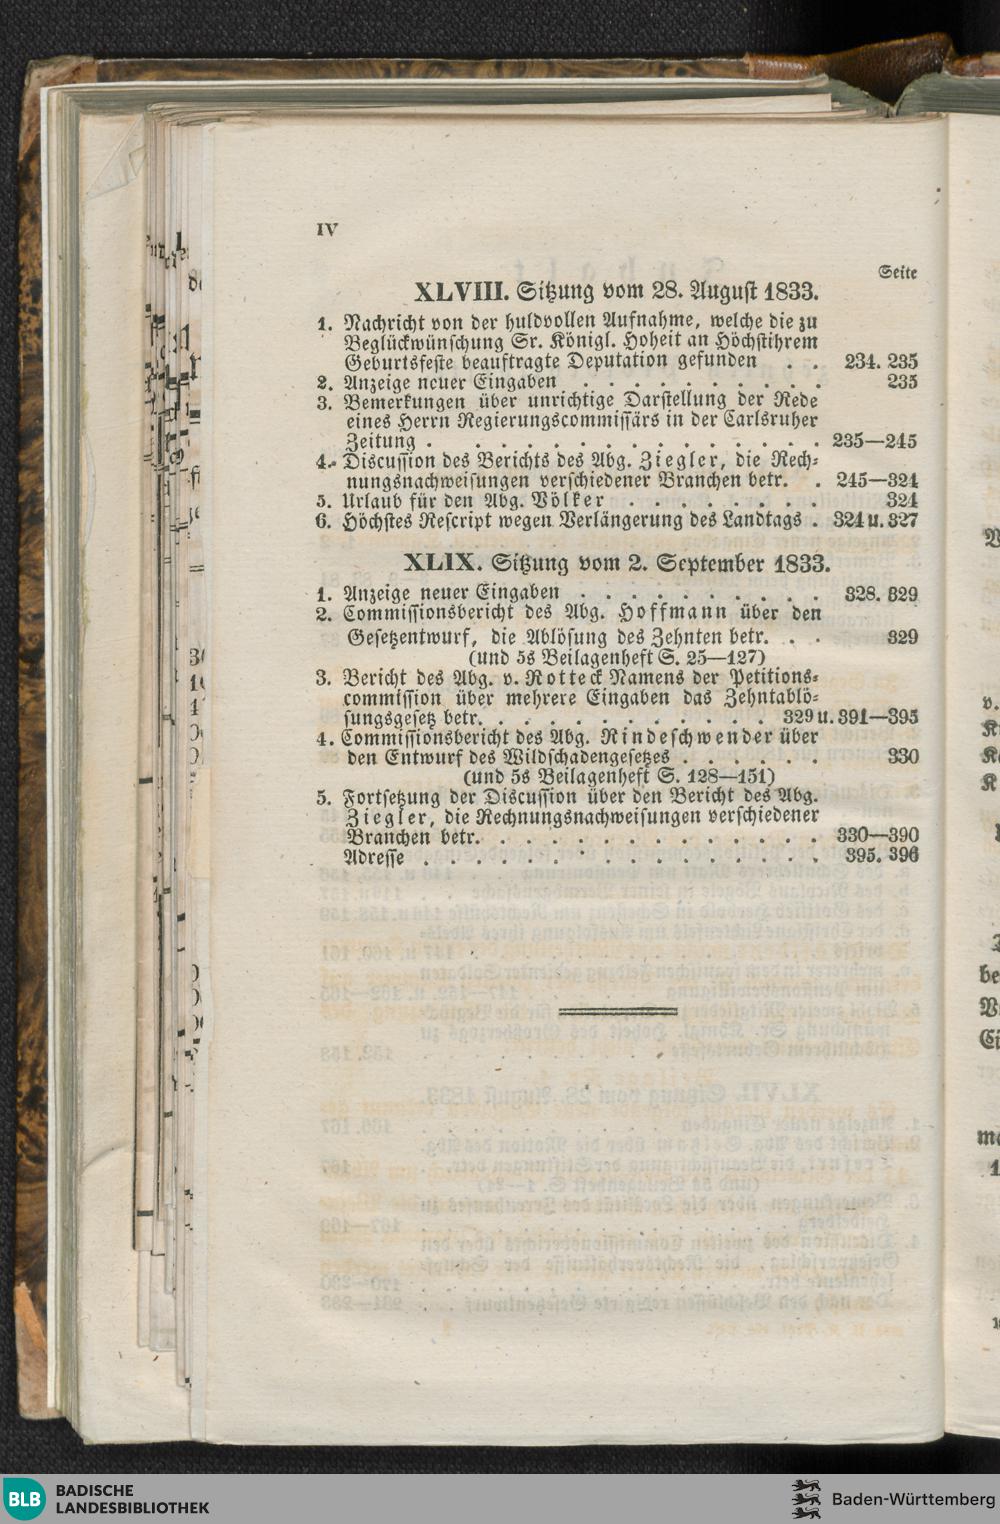 IV
Seite
XLVIII. Sitzung vom 28. August 1833.
1. Nachricht von der huldvollen Aufnahme, welche die zu
Beglückwünschung Sr. Königl. Hoheit an Höchstihrem
Geburtsfeste beauftragte Deputation gefunden . . 234. 235
2. Anzeige neuer Eingaben . . . . . . . . . . 235
3. Bemerkungen über unrichtige Darstellung der Rede
eines Herrn Regierungscommissärs in der Carlsruher
Zeitung . . . . . . . . . . . . . . . 235—245
4. Discussion des Berichts des Abg. Ziegler, die Rech-
nungsnachweisungen verschiedener Branchen betr. . . 245—324
5. Urlaub für den Abg. Völker . . . . . . . . 324
6. Höchstes Rescript wegen Verlängerung des Landtags . 324 u. 327
XLIX. Sitzung vom 2. September 1833.
1. Anzeige neuer Eingaben . . . . . . . . . . 328. 329
2. Commissionsbericht des Abg. Hoffmann über den
Gesetzentwurf, die Ablösung des Zehnten betr. . . . 329
(und 5s Beilagenheft S. 25—127)
3. Bericht des Abg. v. Rotteck Namens der Petitions-
commission über mehrere Eingaben das Zehntablö-
sungsgesetz betr. . . . . . . . . . . . . 329 u. 391—395
4. Commissionsbericht des Abg. Rindeschwender über
den Entwurf des Wildschadengesetzes . . . . . . 330
(und 5s Beilagenheft S. 128—151)
5. Fortsetzung der Discussion über den Bericht des Abg.
Ziegler, die Rechnungsnachweisungen verschiedener
Branchen betr. . . . . . . . . . . . . . . 330—390
Adresse . . . . . . . . . . . . . . . . 395. 396
BLB
BADISCHE
LANDESBIBLIOTHEK
Baden-Württemberg